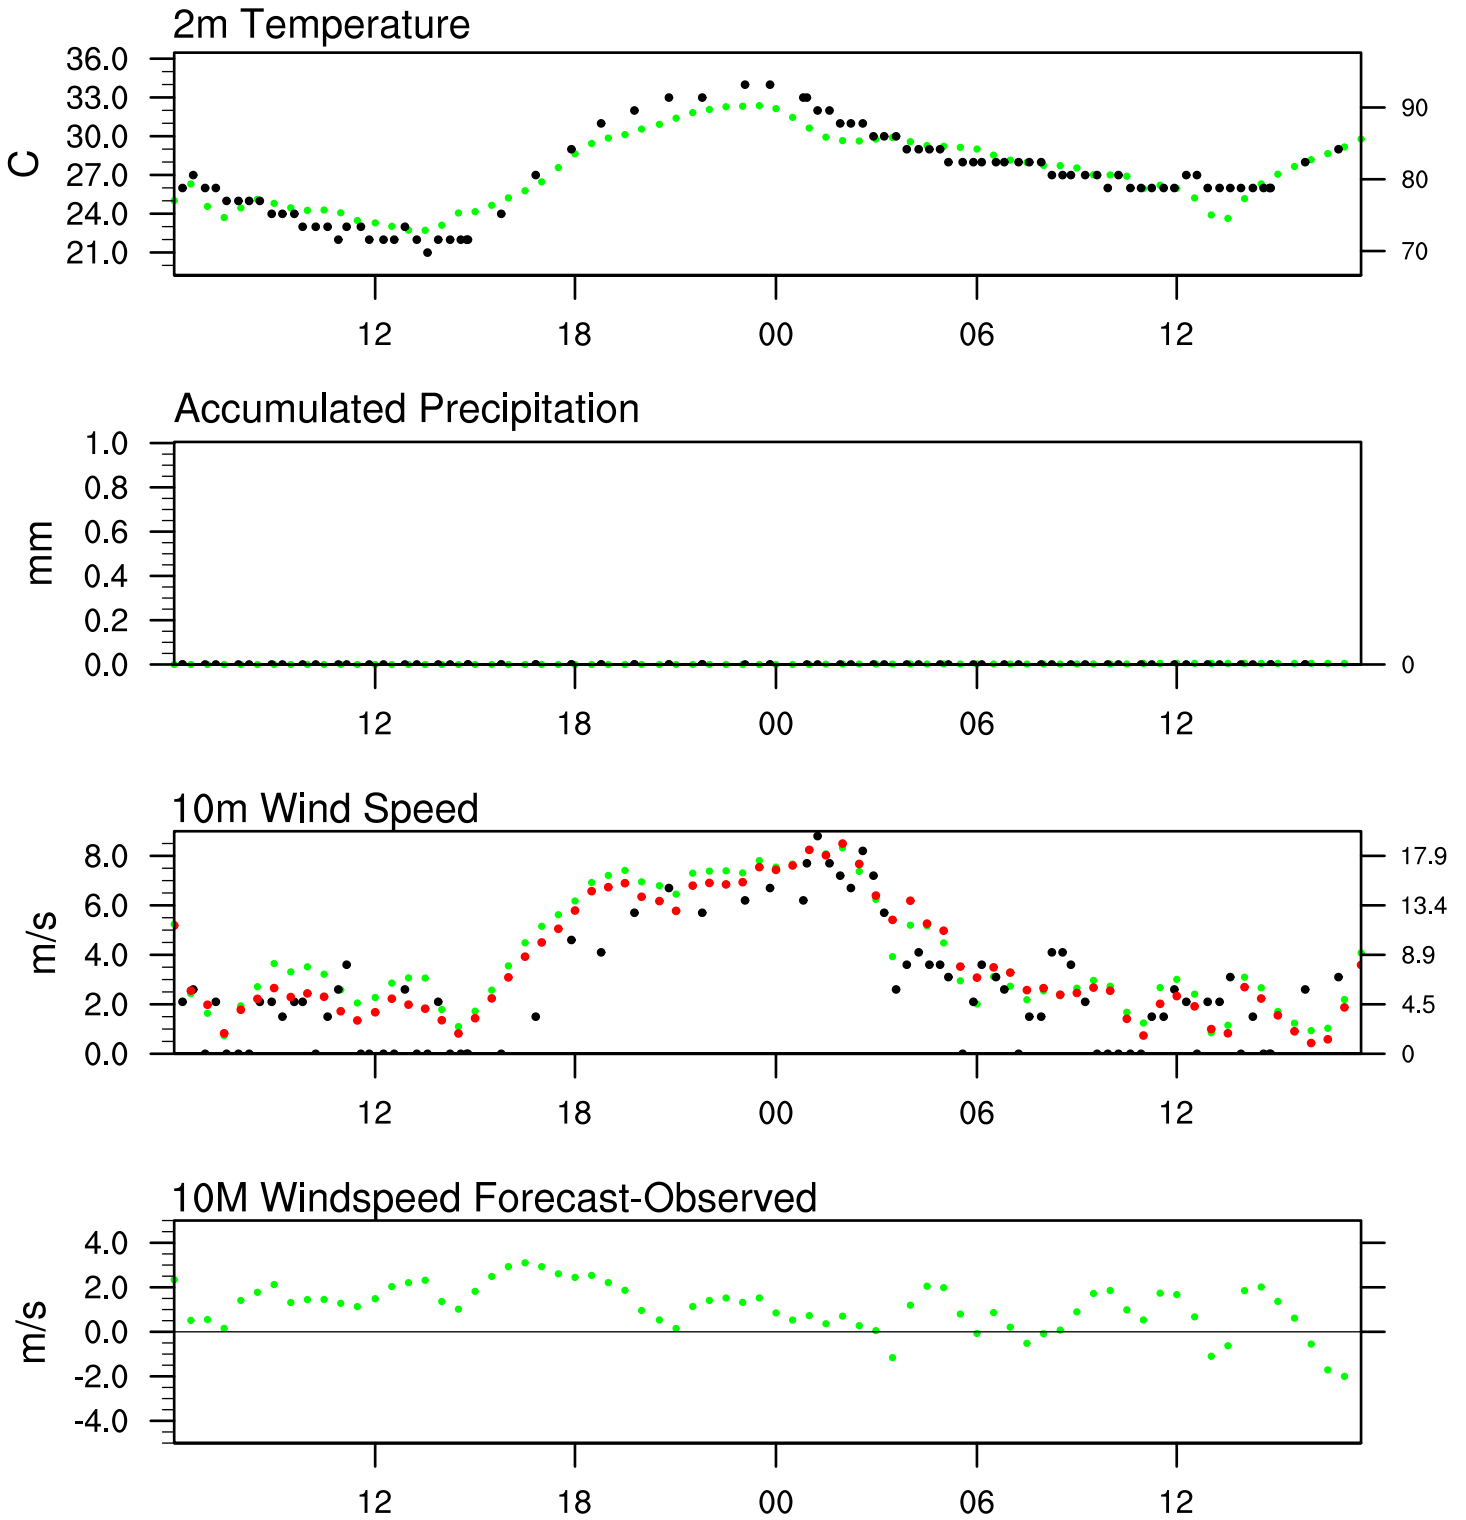 2m Temperature
36.0
33.0
30.0
27.0
24.0
21.0
C
90
80
70
12 18 00 06 12
Accumulated Precipitation
1.0
0.8
0.6
0.4
0.2
0.0
mm
0
12 18 00 06 12
10m Wind Speed
8.0
6.0
4.0
2.0
0.0
m/s
17.9
13.4
8.9
4.5
0
12 18 00 06 12
10M Windspeed Forecast-Observed
4.0
2.0
0.0
-2.0
-4.0
m/s
12 18 00 06 12